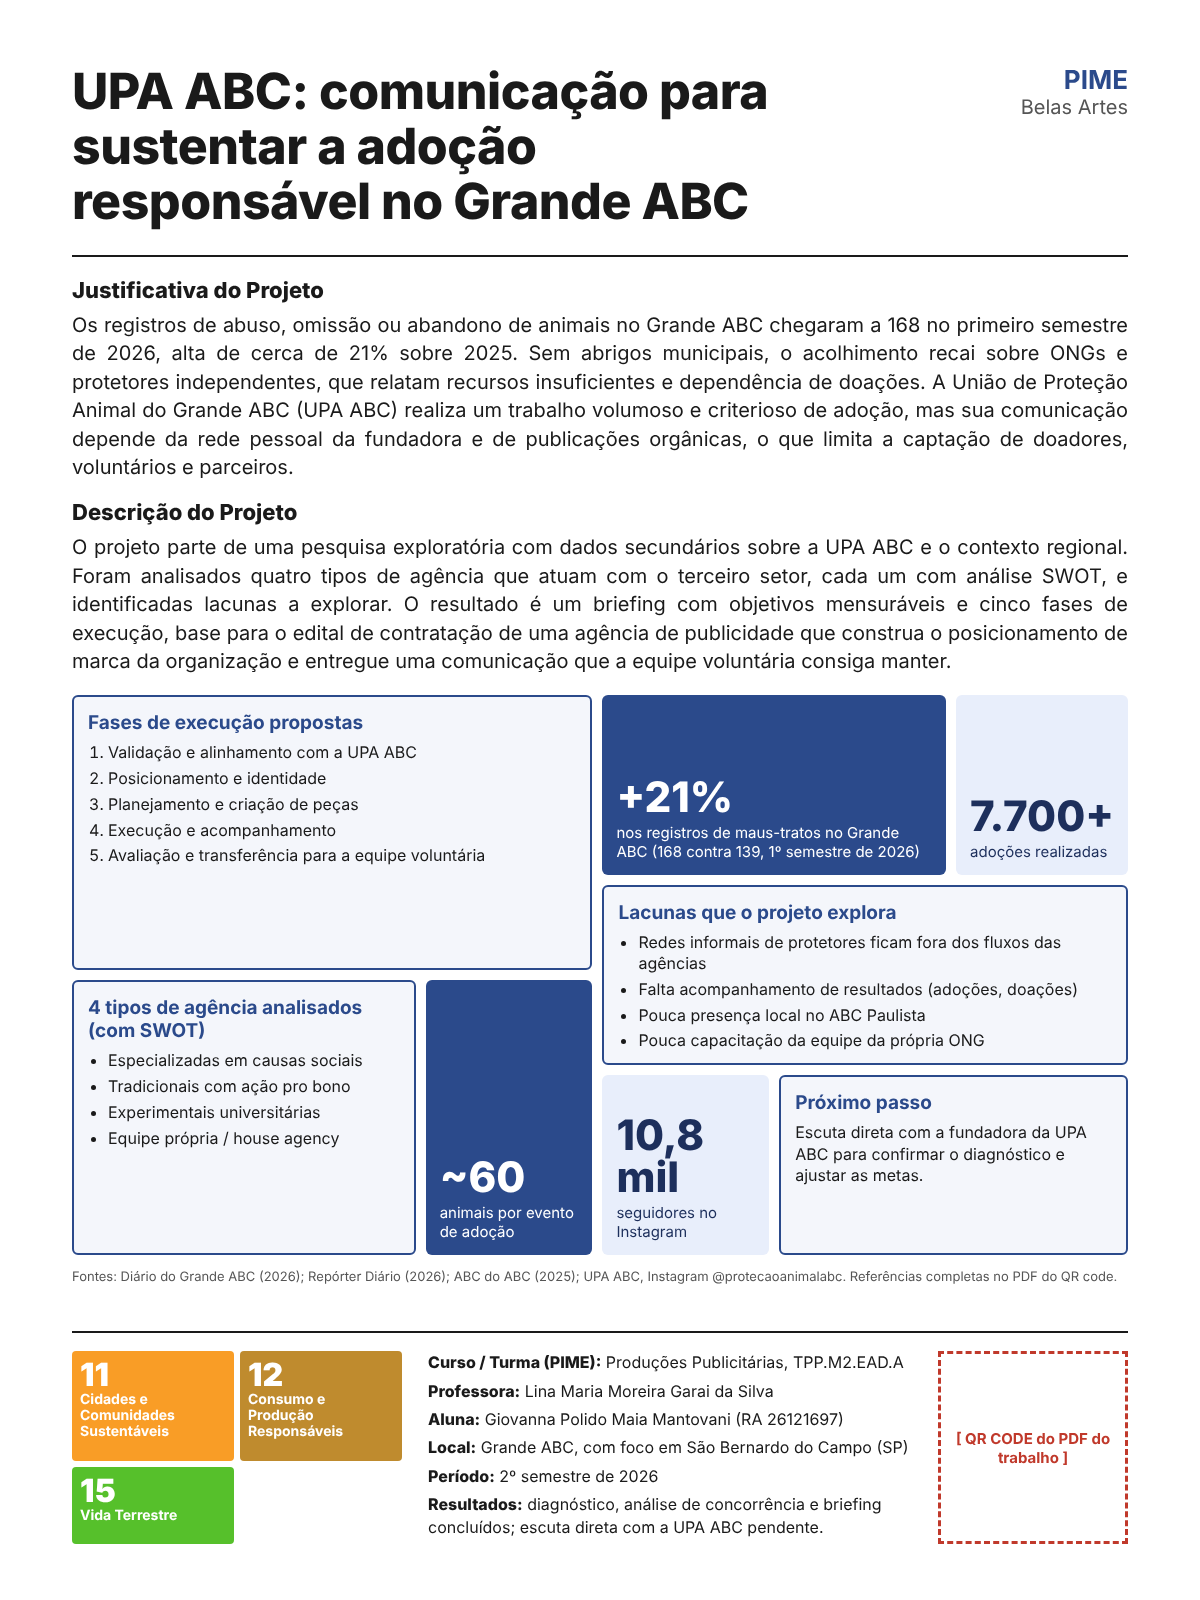 UPA ABC: comunicação para
sustentar a adoção
responsável no Grande ABC
PIME
Belas Artes
Justificativa do Projeto
Os registros de abuso, omissão ou abandono de animais no Grande ABC chegaram a 168 no primeiro semestre
de 2026, alta de cerca de 21% sobre 2025. Sem abrigos municipais, o acolhimento recai sobre ONGs e
protetores independentes, que relatam recursos insuficientes e dependência de doações. A União de Proteção
Animal do Grande ABC (UPA ABC) realiza um trabalho volumoso e criterioso de adoção, mas sua comunicação
depende da rede pessoal da fundadora e de publicações orgânicas, o que limita a captação de doadores,
voluntários e parceiros.
Descrição do Projeto
O projeto parte de uma pesquisa exploratória com dados secundários sobre a UPA ABC e o contexto regional.
Foram analisados quatro tipos de agência que atuam com o terceiro setor, cada um com análise SWOT, e
identificadas lacunas a explorar. O resultado é um briefing com objetivos mensuráveis e cinco fases de
execução, base para o edital de contratação de uma agência de publicidade que construa o posicionamento de
marca da organização e entregue uma comunicação que a equipe voluntária consiga manter.
Fases de execução propostas
1. Validação e alinhamento com a UPA ABC
2. Posicionamento e identidade
3. Planejamento e criação de peças
4. Execução e acompanhamento
5. Avaliação e transferência para a equipe voluntária
+21%
nos registros de maus-tratos no Grande
ABC (168 contra 139, 1º semestre de 2026)
7.700+
adoções realizadas
Lacunas que o projeto explora
• Redes informais de protetores ficam fora dos fluxos das
agências
• Falta acompanhamento de resultados (adoções, doações)
• Pouca presença local no ABC Paulista
• Pouca capacitação da equipe da própria ONG
4 tipos de agência analisados
(com SWOT)
• Especializadas em causas sociais
• Tradicionais com ação pro bono
• Experimentais universitárias
• Equipe própria / house agency
~60
animais por evento
de adoção
10,8
mil
seguidores no
Instagram
Próximo passo
Escuta direta com a fundadora da UPA
ABC para confirmar o diagnóstico e
ajustar as metas.
Fontes: Diário do Grande ABC (2026); Repórter Diário (2026); ABC do ABC (2025); UPA ABC, Instagram @protecaoanimalabc. Referências completas no PDF do QR code.
11
Cidades e
Comunidades
Sustentáveis
12
Consumo e
Produção
Responsáveis
15
Vida Terrestre
Curso / Turma (PIME): Produções Publicitárias, TPP.M2.EAD.A
Professora: Lina Maria Moreira Garai da Silva
Aluna: Giovanna Polido Maia Mantovani (RA 26121697)
Local: Grande ABC, com foco em São Bernardo do Campo (SP)
Período: 2º semestre de 2026
Resultados: diagnóstico, análise de concorrência e briefing
concluídos; escuta direta com a UPA ABC pendente.
[ QR CODE do PDF do
trabalho ]